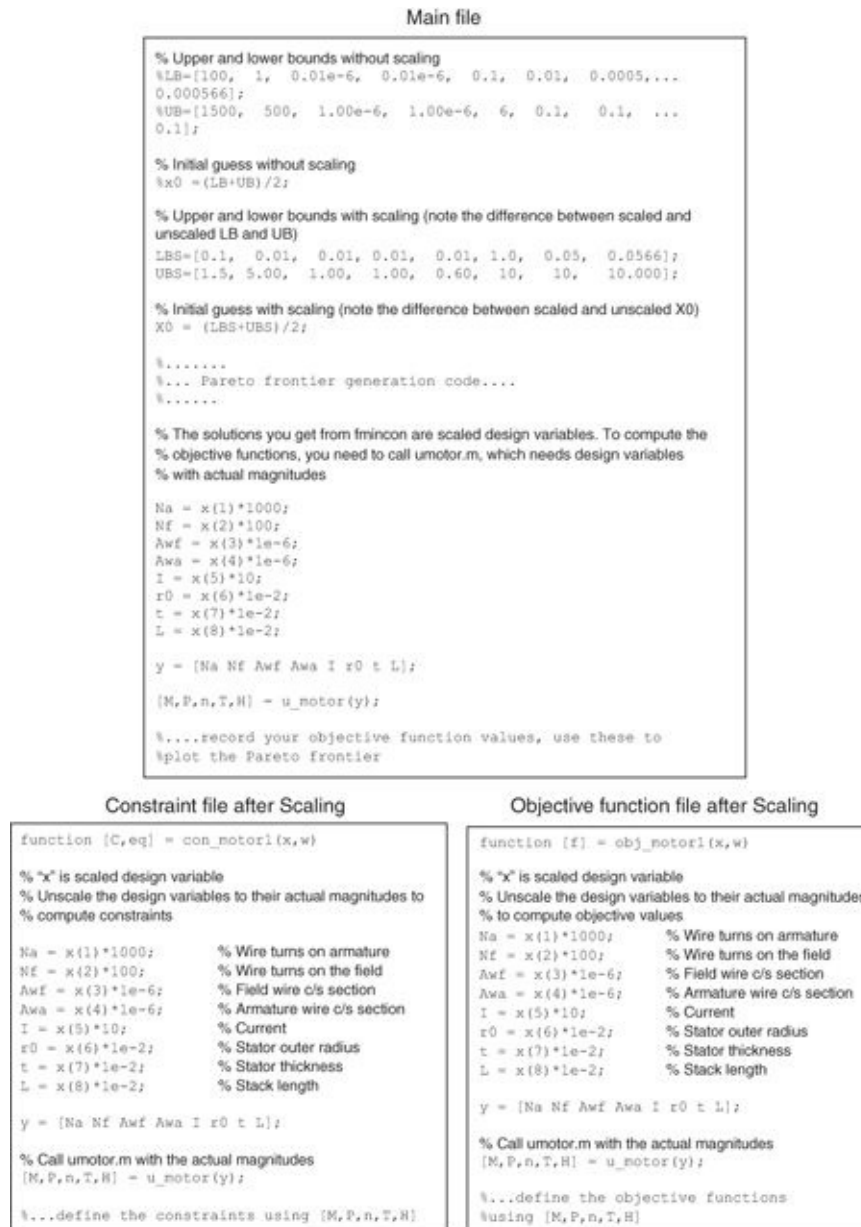 Main file
% Upper and lower bounds without scaling
%LB=[100, 1, 0.01e-6, 0.01e-6, 0.1, 0.01, 0.0005,...
0.000566];
%UB=[1500, 500, 1.00e-6, 1.00e-6, 6, 0.1, 0.1, ...
0.1];
% Initial guess without scaling
%x0 =(LB+UB)/2;
% Upper and lower bounds with scaling (note the difference between scaled and
unscaled LB and UB)
LBS=[0.1, 0.01, 0.01, 0.01, 0.01, 1.0, 0.05, 0.0566];
UBS=[1.5, 5.00, 1.00, 1.00, 0.60, 10, 10, 10.000];
% Initial guess with scaling (note the difference between scaled and unscaled X0)
X0 = (LBS+UBS)/2;
%.......
%... Pareto frontier generation code....
%......
% The solutions you get from fmincon are scaled design variables. To compute the
% objective functions, you need to call umotor.m, which needs design variables
% with actual magnitudes
Na = x(1)*1000;
Nf = x(2)*100;
Awf = x(3)*1e-6;
Awa = x(4)*1e-6;
I = x(5)*10;
r0 = x(6)*1e-2;
t = x(7)*1e-2;
L = x(8)*1e-2;
y = [Na Nf Awf Awa I r0 t L];
[M,P,n,T,H] = u_motor(y);
%....record your objective function values, use these to
%plot the Pareto frontier
Constraint file after Scaling
function [C,eq] = con_motor1(x,w)
% "x" is scaled design variable
% Unscale the design variables to their actual magnitudes to
% compute constraints
Na = x(1)*1000; % Wire turns on armature
Nf = x(2)*100; % Wire turns on the field
Awf = x(3)*1e-6; % Field wire c/s section
Awa = x(4)*1e-6; % Armature wire c/s section
I = x(5)*10; % Current
r0 = x(6)*1e-2; % Stator outer radius
t = x(7)*1e-2; % Stator thickness
L = x(8)*1e-2; % Stack length
y = [Na Nf Awf Awa I r0 t L];
% Call umotor.m with the actual magnitudes
[M,P,n,T,H] = u_motor(y);
%...define the constraints using [M,P,n,T,H]
Objective function file after Scaling
function [f] = obj_motor1(x,w)
% "x" is scaled design variable
% Unscale the design variables to their actual magnitudes
% to compute objective values
Na = x(1)*1000; % Wire turns on armature
Nf = x(2)*100; % Wire turns on the field
Awf = x(3)*1e-6; % Field wire c/s section
Awa = x(4)*1e-6; % Armature wire c/s section
I = x(5)*10; % Current
r0 = x(6)*1e-2; % Stator outer radius
t = x(7)*1e-2; % Stator thickness
L = x(8)*1e-2; % Stack length
y = [Na Nf Awf Awa I r0 t L];
% Call umotor.m with the actual magnitudes
[M,P,n,T,H] = u_motor(y);
%...define the objective functions
%using [M,P,n,T,H]